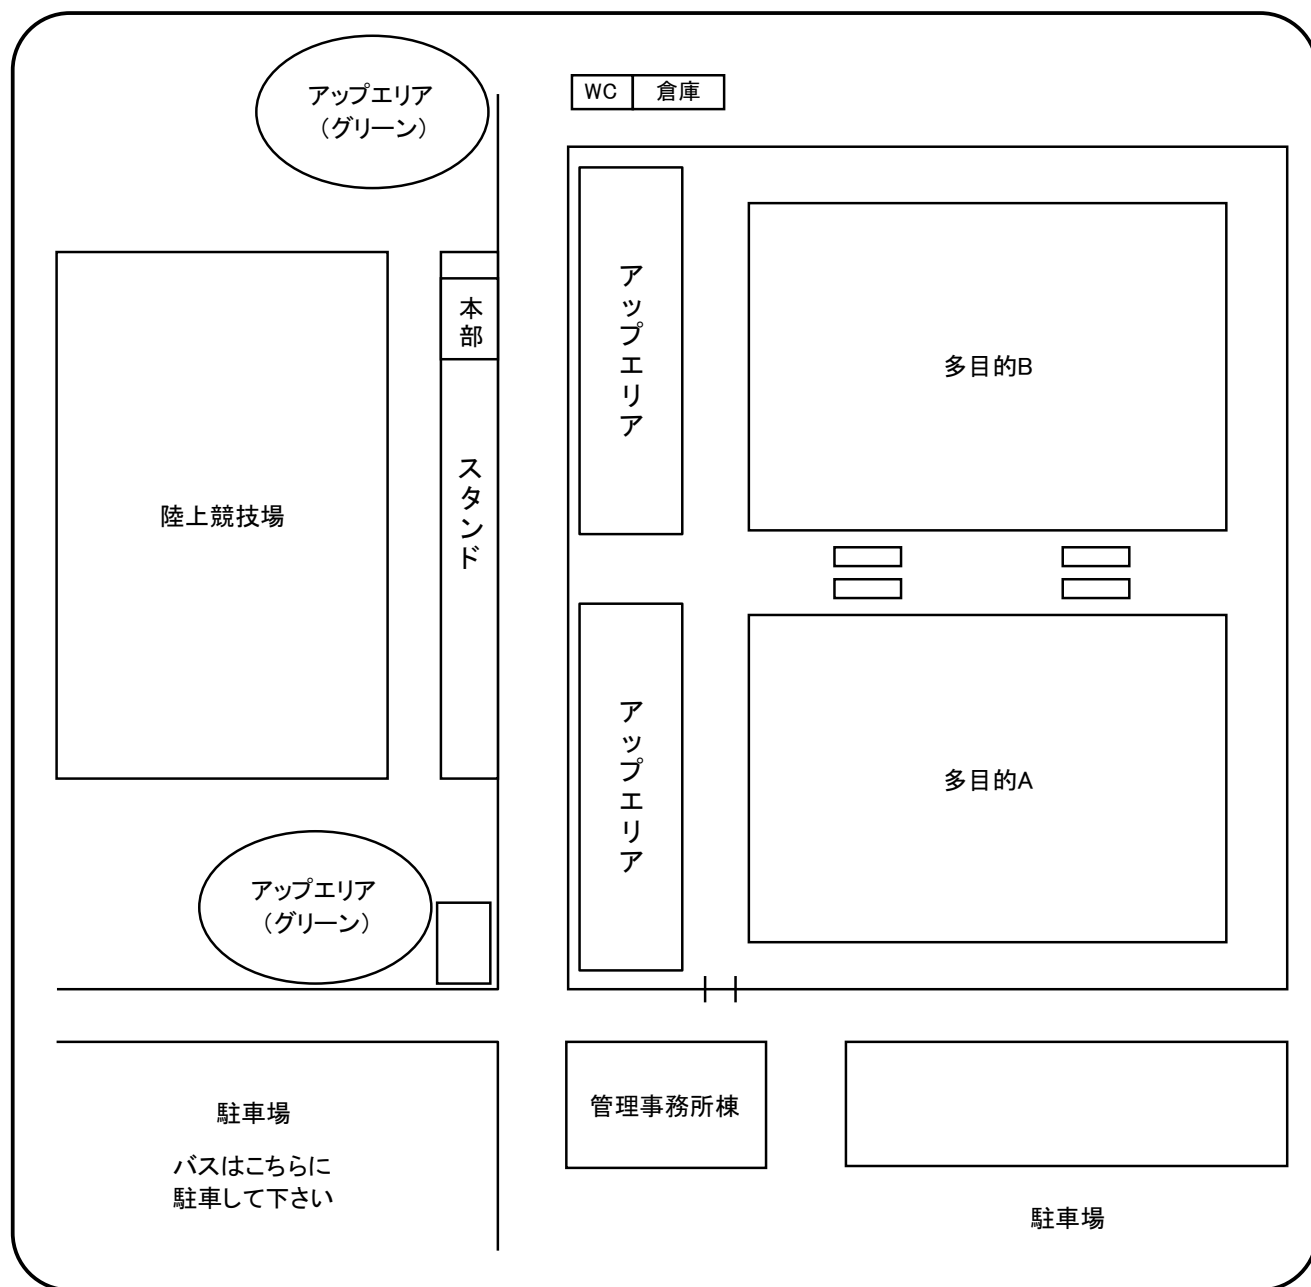 アップエリア
（グリーン）
WC
倉庫
本部
スタンド
陸上競技場
アップエリア
多目的B
アップエリア
多目的A
アップエリア
（グリーン）
駐車場
バスはこちらに
駐車して下さい
管理事務所棟
駐車場